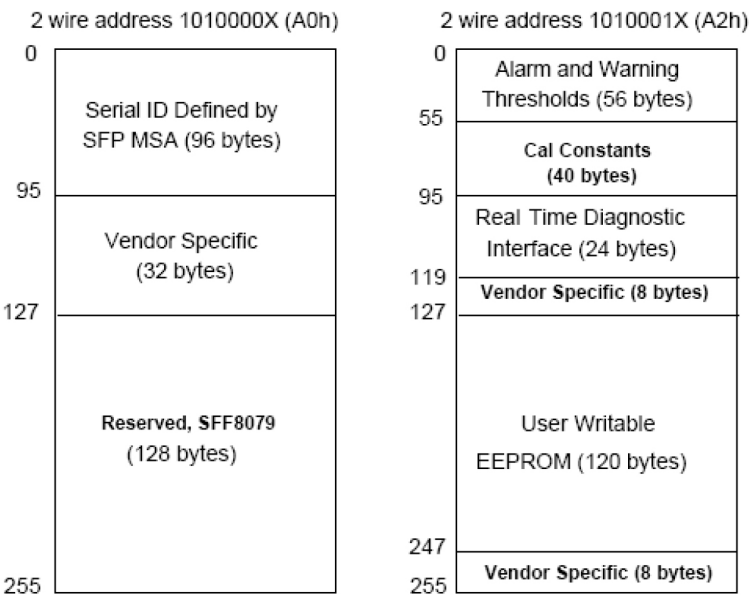 2 wire address 1010000X (A0h)
0
Serial ID Defined by
SFP MSA (96 bytes)
95
Vendor Specific
(32 bytes)
127
Reserved, SFF8079
(128 bytes)
255
2 wire address 1010001X (A2h)
0
Alarm and Warning
Thresholds (56 bytes)
55
Cal Constants
(40 bytes)
95
Real Time Diagnostic
Interface (24 bytes)
119
Vendor Specific (8 bytes)
127
User Writable
EEPROM (120 bytes)
247
Vendor Specific (8 bytes)
255